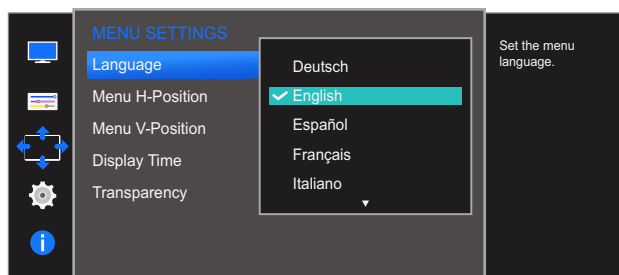 MENU SETTINGS
Language
Menu H-Position
Menu V-Position
Display Time
Transparency
Deutsch
English
Español
Français
Italiano
Set the menu
language.